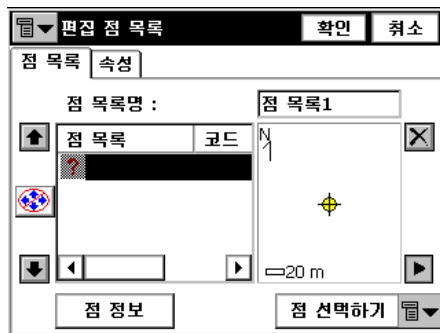 편집 점 목록 확인 취소
점 목록 속성
점 목록명 : 점 목록1
점 목록 코드 N
?
20 m
점 정보 점 선택하기